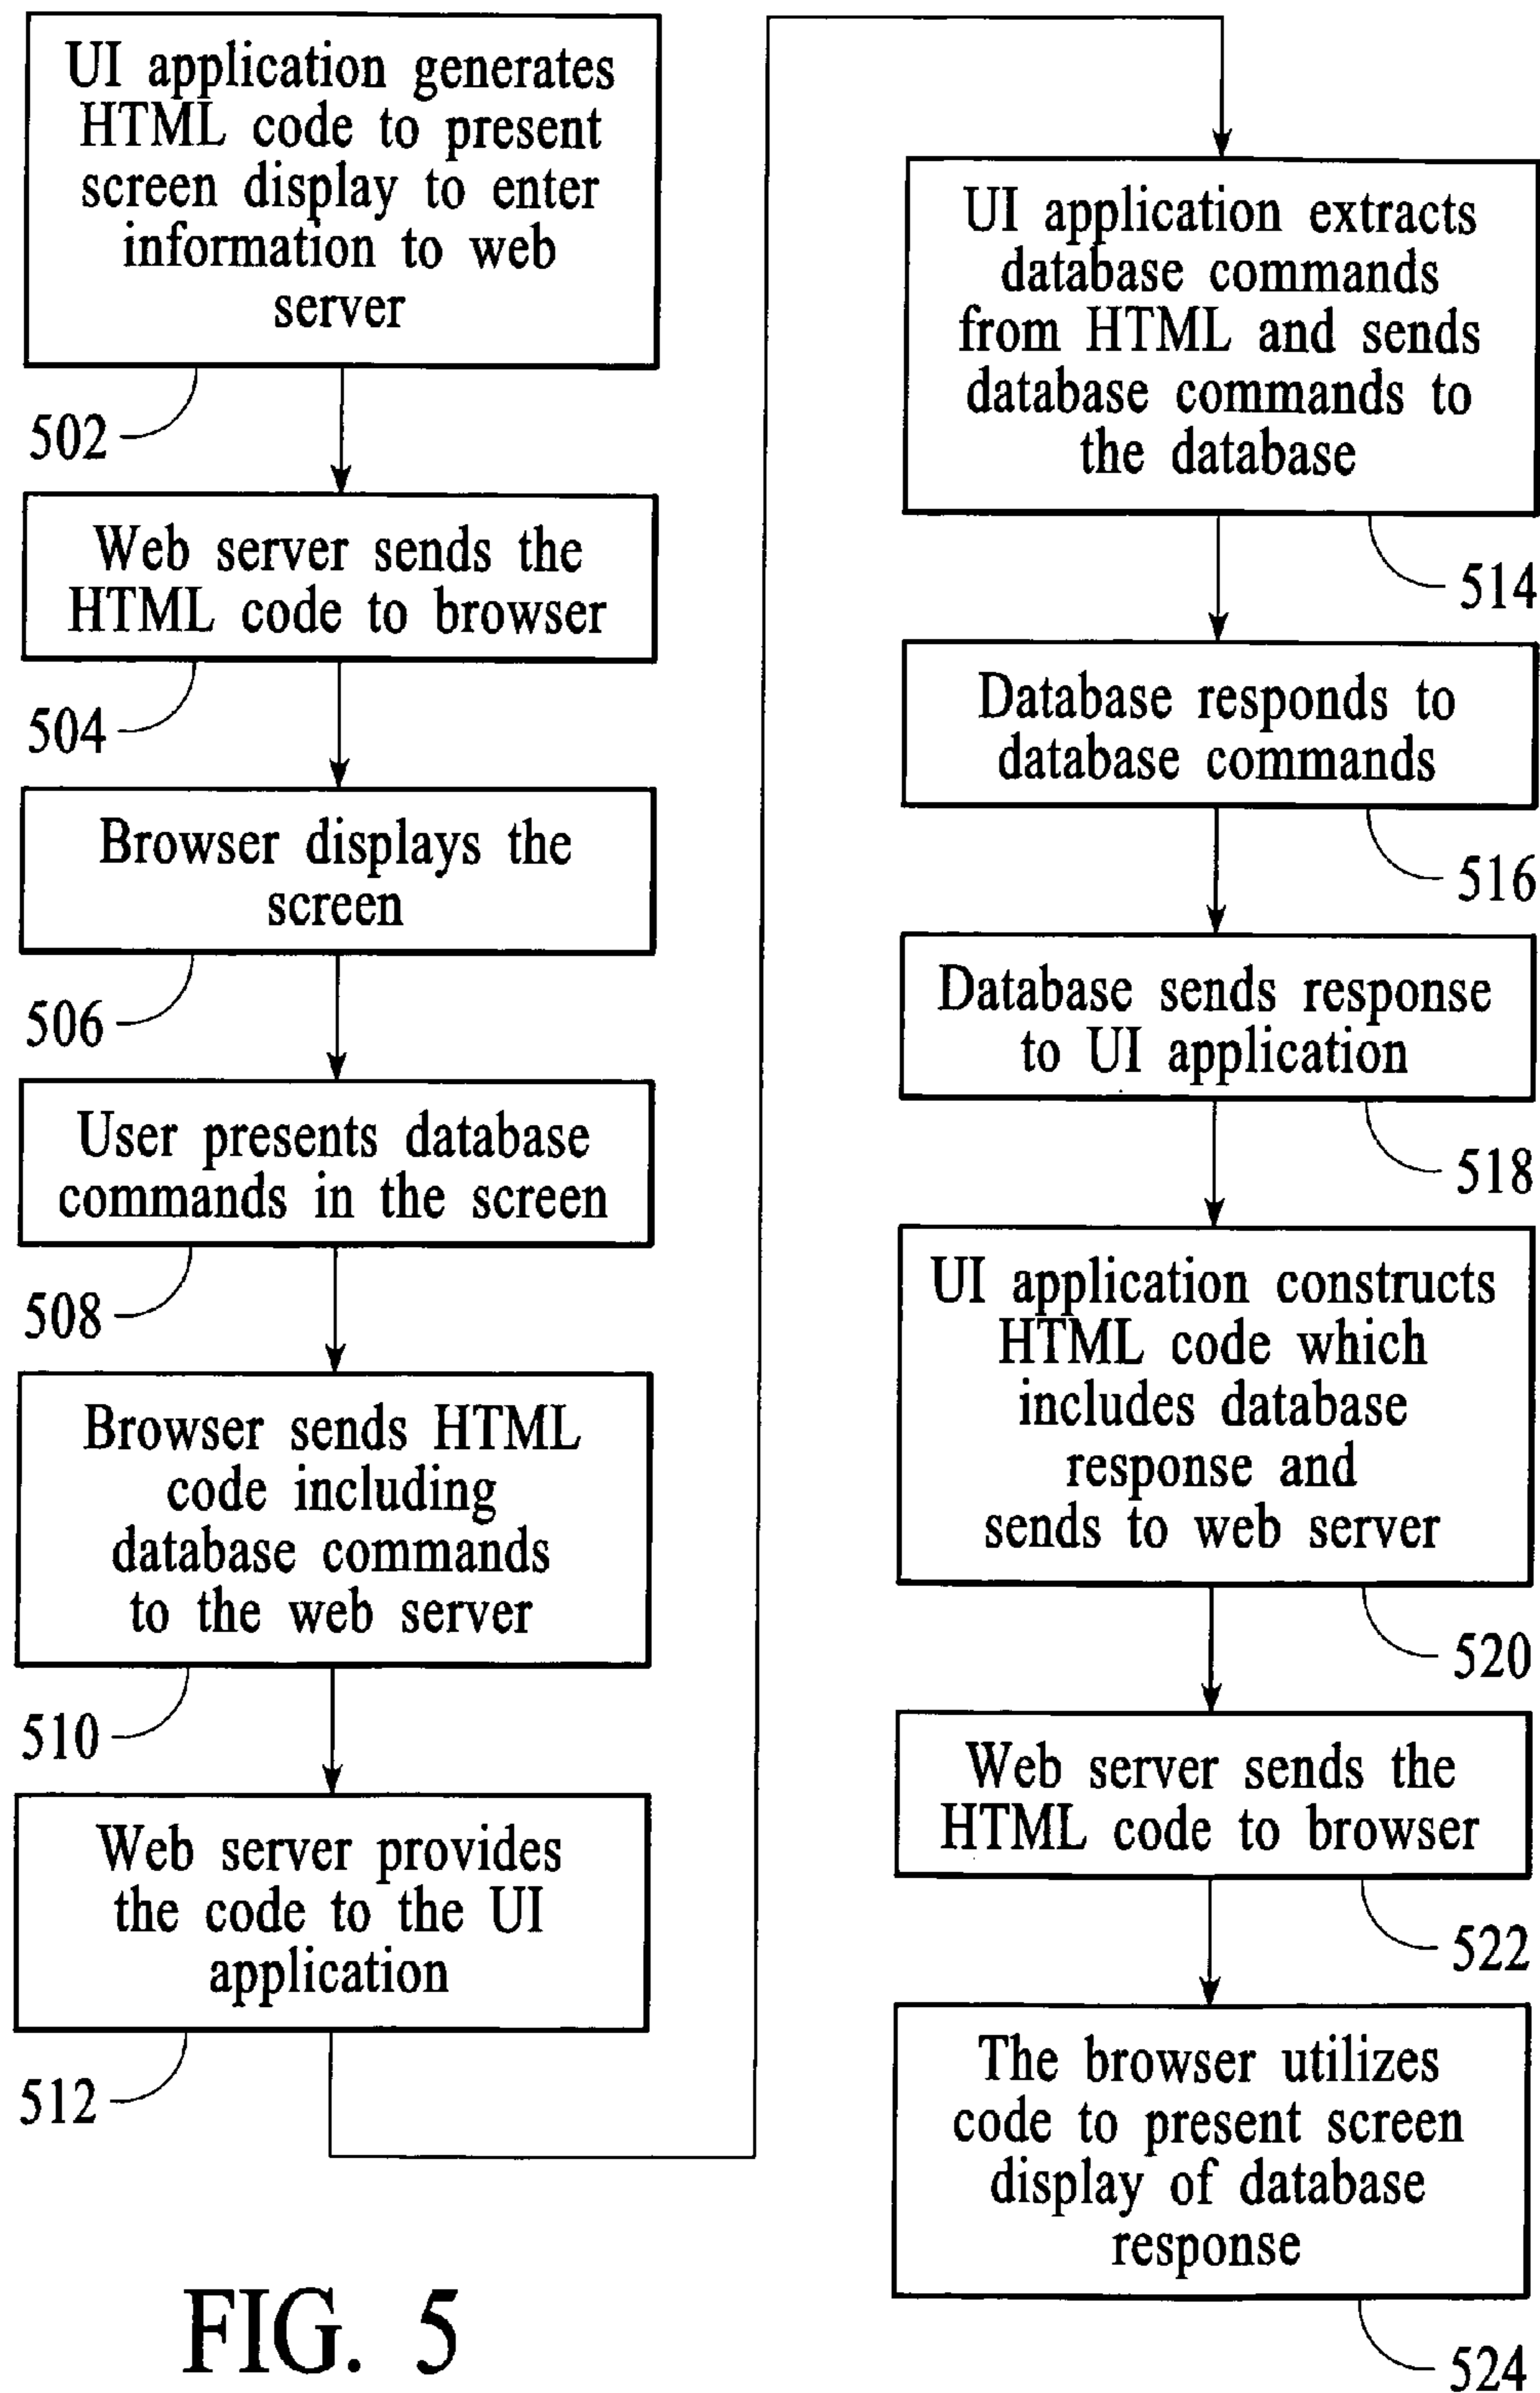 UI application generates
HTML code to present
screen display to enter
information to web
server
502
Web server sends the
HTML code to browser
504
Browser displays the
screen
506
User presents database
commands in the screen
508
Browser sends HTML
code including
database commands
to the web server
510
Web server provides
the code to the UI
application
512
UI application extracts
database commands
from HTML and sends
database commands to
the database
514
Database responds to
database commands
516
Database sends response
to UI application
518
UI application constructs
HTML code which
includes database
response and
sends to web server
520
Web server sends the
HTML code to browser
522
The browser utilizes
code to present screen
display of database
response
524
FIG. 5